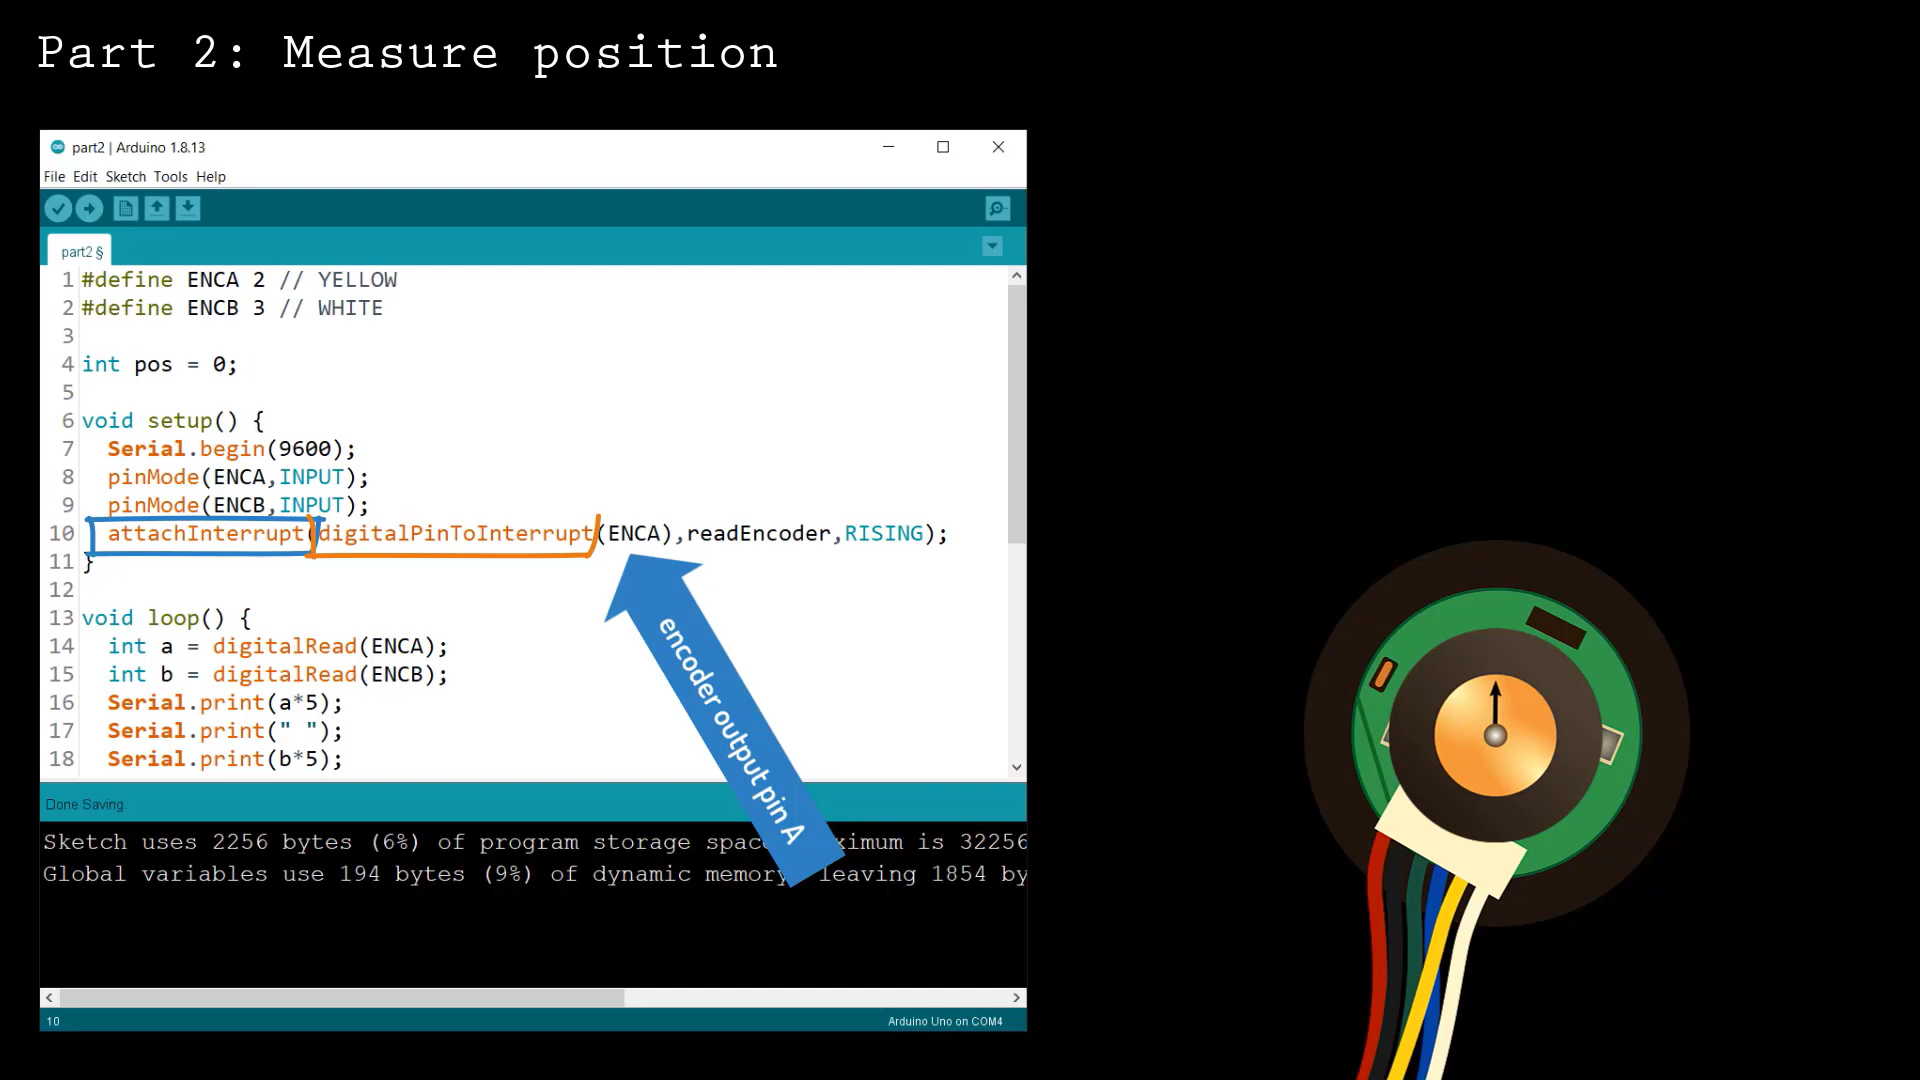 Part 2: Measure position
part2 | Arduino 1.8.13
File Edit Sketch Tools Help
part2 §
1 #define ENCA 2 // YELLOW
2 #define ENCB 3 // WHITE
3
4 int pos = 0;
5
6 void setup() {
7 Serial.begin(9600);
8 pinMode(ENCA,INPUT);
9 pinMode(ENCB,INPUT);
10 attachInterrupt(digitalPinToInterrupt(ENCA),readEncoder,RISING);
11 }
12
13 void loop() {
14 int a = digitalRead(ENCA);
15 int b = digitalRead(ENCB);
16 Serial.print(a*5);
17 Serial.print(" ");
18 Serial.print(b*5);
encoder output pin A
Done Saving.
Sketch uses 2256 bytes (6%) of program storage is 32256
Global variables use 194 bytes (9%) of dynamic memory leaving 1854
10
Arduino Uno on COM4